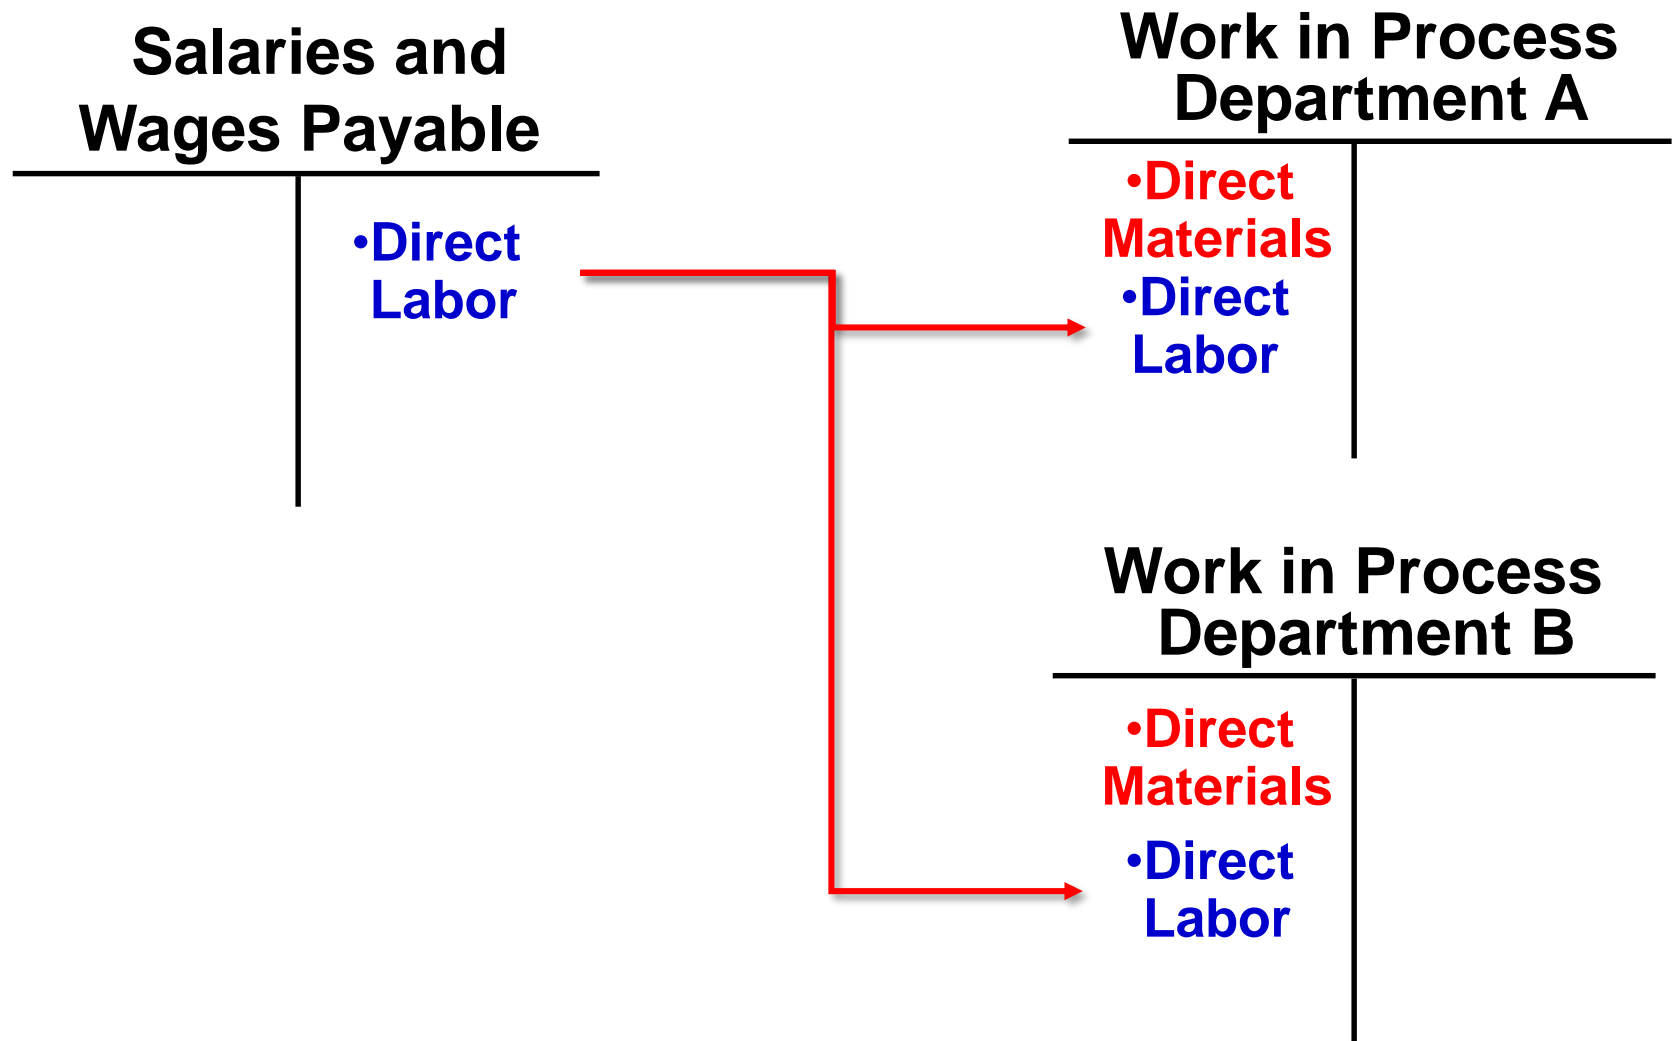 Salaries and
Wages Payable
•Direct
Labor
Work in Process
Department A
•Direct
Materials
•Direct
Labor
Work in Process
Department B
•Direct
Materials
•Direct
Labor